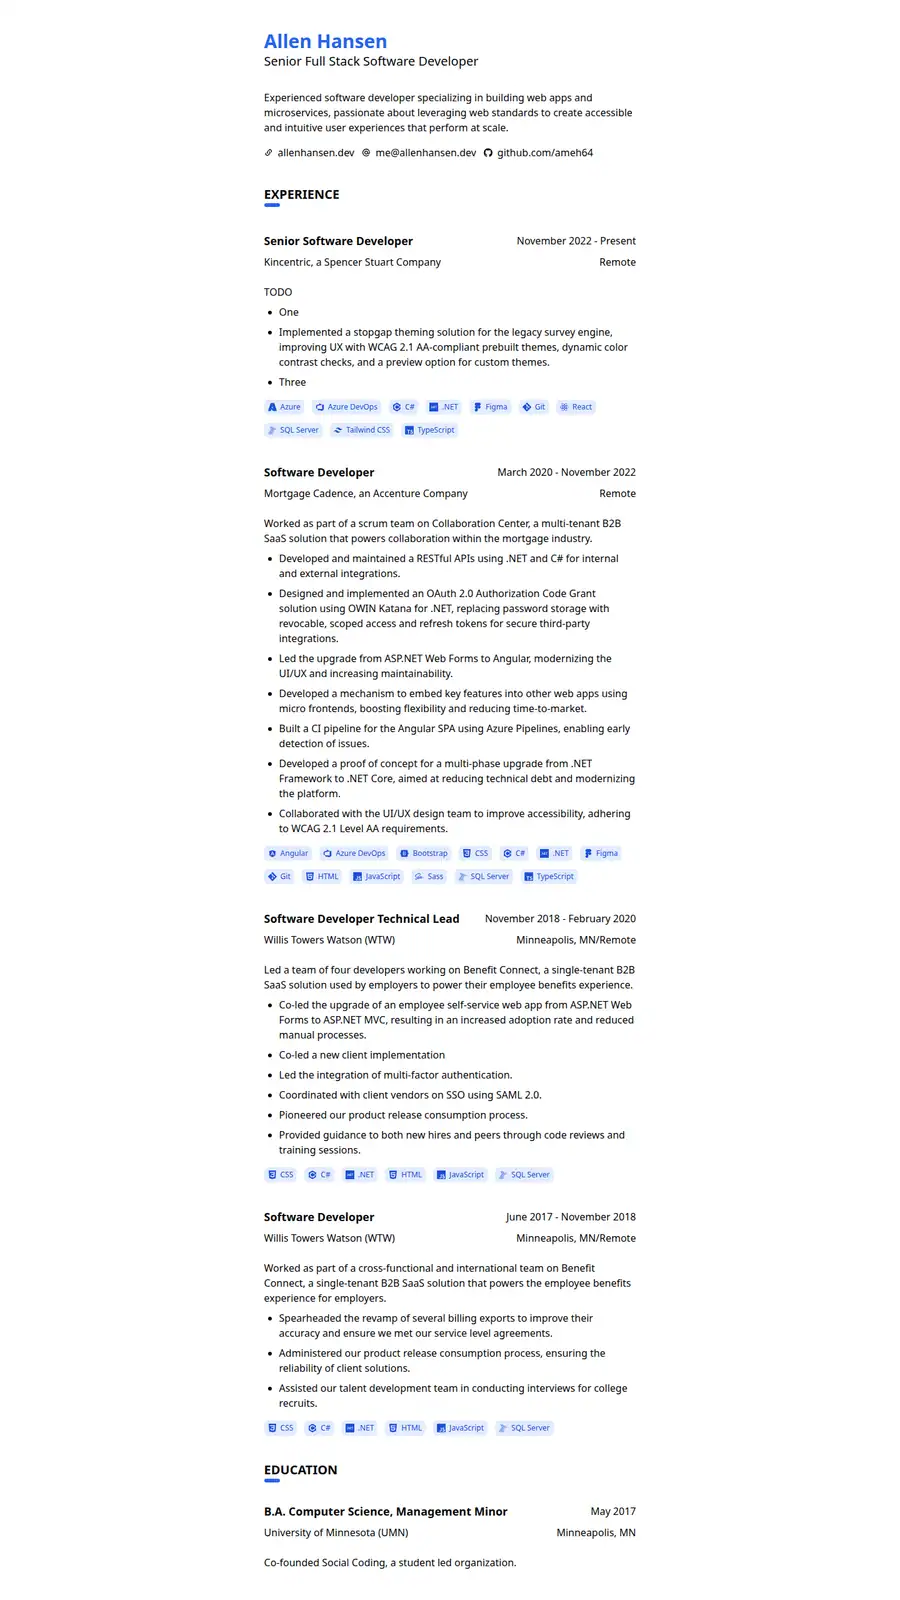 Allen Hansen
Senior Full Stack Software Developer
Experienced software developer specializing in building web apps and
microservices, passionate about leveraging web standards to create accessible
and intuitive user experiences that perform at scale.
allenhansen.dev me@allenhansen.dev github.com/ameh64
EXPERIENCE
Senior Software Developer November 2022 - Present
Kincentric, a Spencer Stuart Company Remote
TODO
• One
• Implemented a stopgap theming solution for the legacy survey engine,
improving UX with WCAG 2.1 AA-compliant prebuilt themes, dynamic color
contrast checks, and a preview option for custom themes.
• Three
Azure Azure DevOps C# .NET Figma Git React
SQL Server Tailwind CSS TypeScript
Software Developer March 2020 - November 2022
Mortgage Cadence, an Accenture Company Remote
Worked as part of a scrum team on Collaboration Center, a multi-tenant B2B
SaaS solution that powers collaboration within the mortgage industry.
• Developed and maintained a RESTful APIs using .NET and C# for internal
and external integrations.
• Designed and implemented an OAuth 2.0 Authorization Code Grant
solution using OWIN Katana for .NET, replacing password storage with
revocable, scoped access and refresh tokens for secure third-party
integrations.
• Led the upgrade from ASP.NET Web Forms to Angular, modernizing the
UI/UX and increasing maintainability.
• Developed a mechanism to embed key features into other web apps using
micro frontends, boosting flexibility and reducing time-to-market.
• Built a CI pipeline for the Angular SPA using Azure Pipelines, enabling early
detection of issues.
• Developed a proof of concept for a multi-phase upgrade from .NET
Framework to .NET Core, aimed at reducing technical debt and modernizing
the platform.
• Collaborated with the UI/UX design team to improve accessibility, adhering
to WCAG 2.1 Level AA requirements.
Angular Azure DevOps Bootstrap CSS C# .NET Figma
Git HTML JavaScript Sass SQL Server TypeScript
Software Developer Technical Lead November 2018 - February 2020
Willis Towers Watson (WTW) Minneapolis, MN/Remote
Led a team of four developers working on Benefit Connect, a single-tenant B2B
SaaS solution used by employers to power their employee benefits experience.
• Co-led the upgrade of an employee self-service web app from ASP.NET Web
Forms to ASP.NET MVC, resulting in an increased adoption rate and reduced
manual processes.
• Co-led a new client implementation
• Led the integration of multi-factor authentication.
• Coordinated with client vendors on SSO using SAML 2.0.
• Pioneered our product release consumption process.
• Provided guidance to both new hires and peers through code reviews and
training sessions.
CSS C# .NET HTML JavaScript SQL Server
Software Developer June 2017 - November 2018
Willis Towers Watson (WTW) Minneapolis, MN/Remote
Worked as part of a cross-functional and international team on Benefit
Connect, a single-tenant B2B SaaS solution that powers the employee benefits
experience for employers.
• Spearheaded the revamp of several billing exports to improve their
accuracy and ensure we met our service level agreements.
• Administered our product release consumption process, ensuring the
reliability of client solutions.
• Assisted our talent development team in conducting interviews for college
recruits.
CSS C# .NET HTML JavaScript SQL Server
EDUCATION
B.A. Computer Science, Management Minor May 2017
University of Minnesota (UMN) Minneapolis, MN
Co-founded Social Coding, a student led organization.